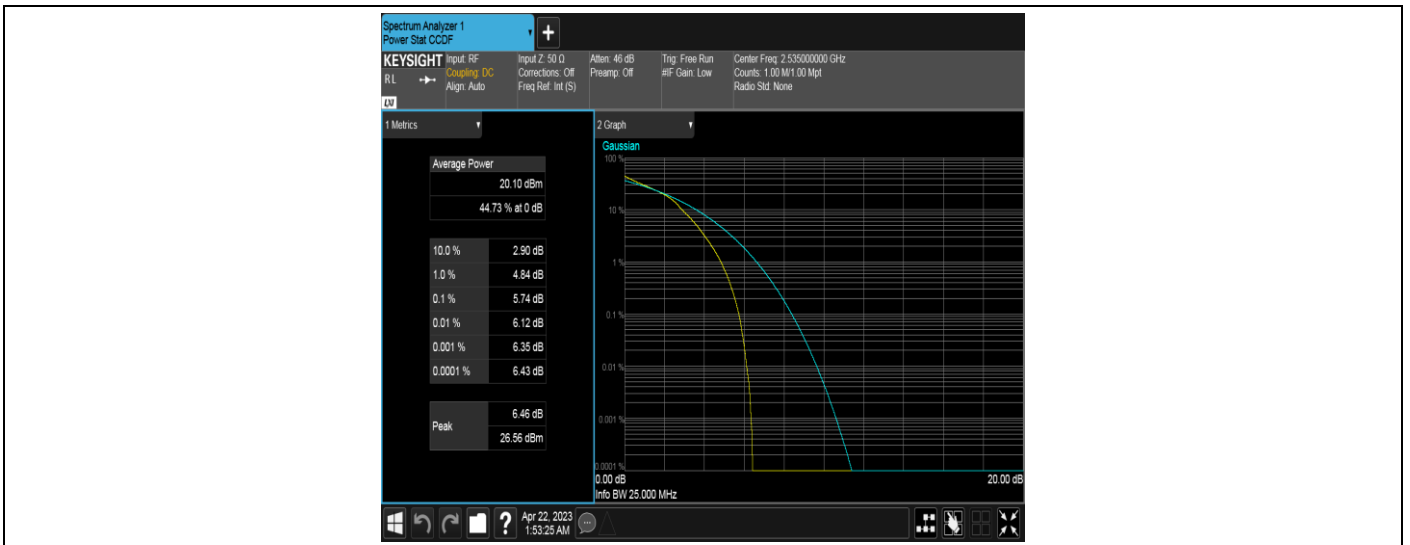 Spectrum Analyzer 1
Power Stat CCDF
+
KEYSIGHT
RL
LXI
Input: RF
Coupling: DC
Align: Auto
Input Z: 50 Ω
Corrections: Off
Freq Ref: Int (S)
Atten: 46 dB
Preamp: Off
Trig: Free Run
#IF Gain: Low
Center Freq: 2.535000000 GHz
Counts: 1.00 M/1.00 Mpt
Radio Std: None
1 Metrics
Average Power
20.10 dBm
44.73 % at 0 dB
10.0 % 2.90 dB
1.0 % 4.84 dB
0.1 % 5.74 dB
0.01 % 6.12 dB
0.001 % 6.35 dB
0.0001 % 6.43 dB
Peak 6.46 dB
26.56 dBm
2 Graph
Gaussian
100 %
10 %
1 %
0.1 %
0.01 %
0.001 %
0.0001 %
0.00 dB 20.00 dB
Info BW 25.000 MHz
? Apr 22, 2023
1:53:25 AM